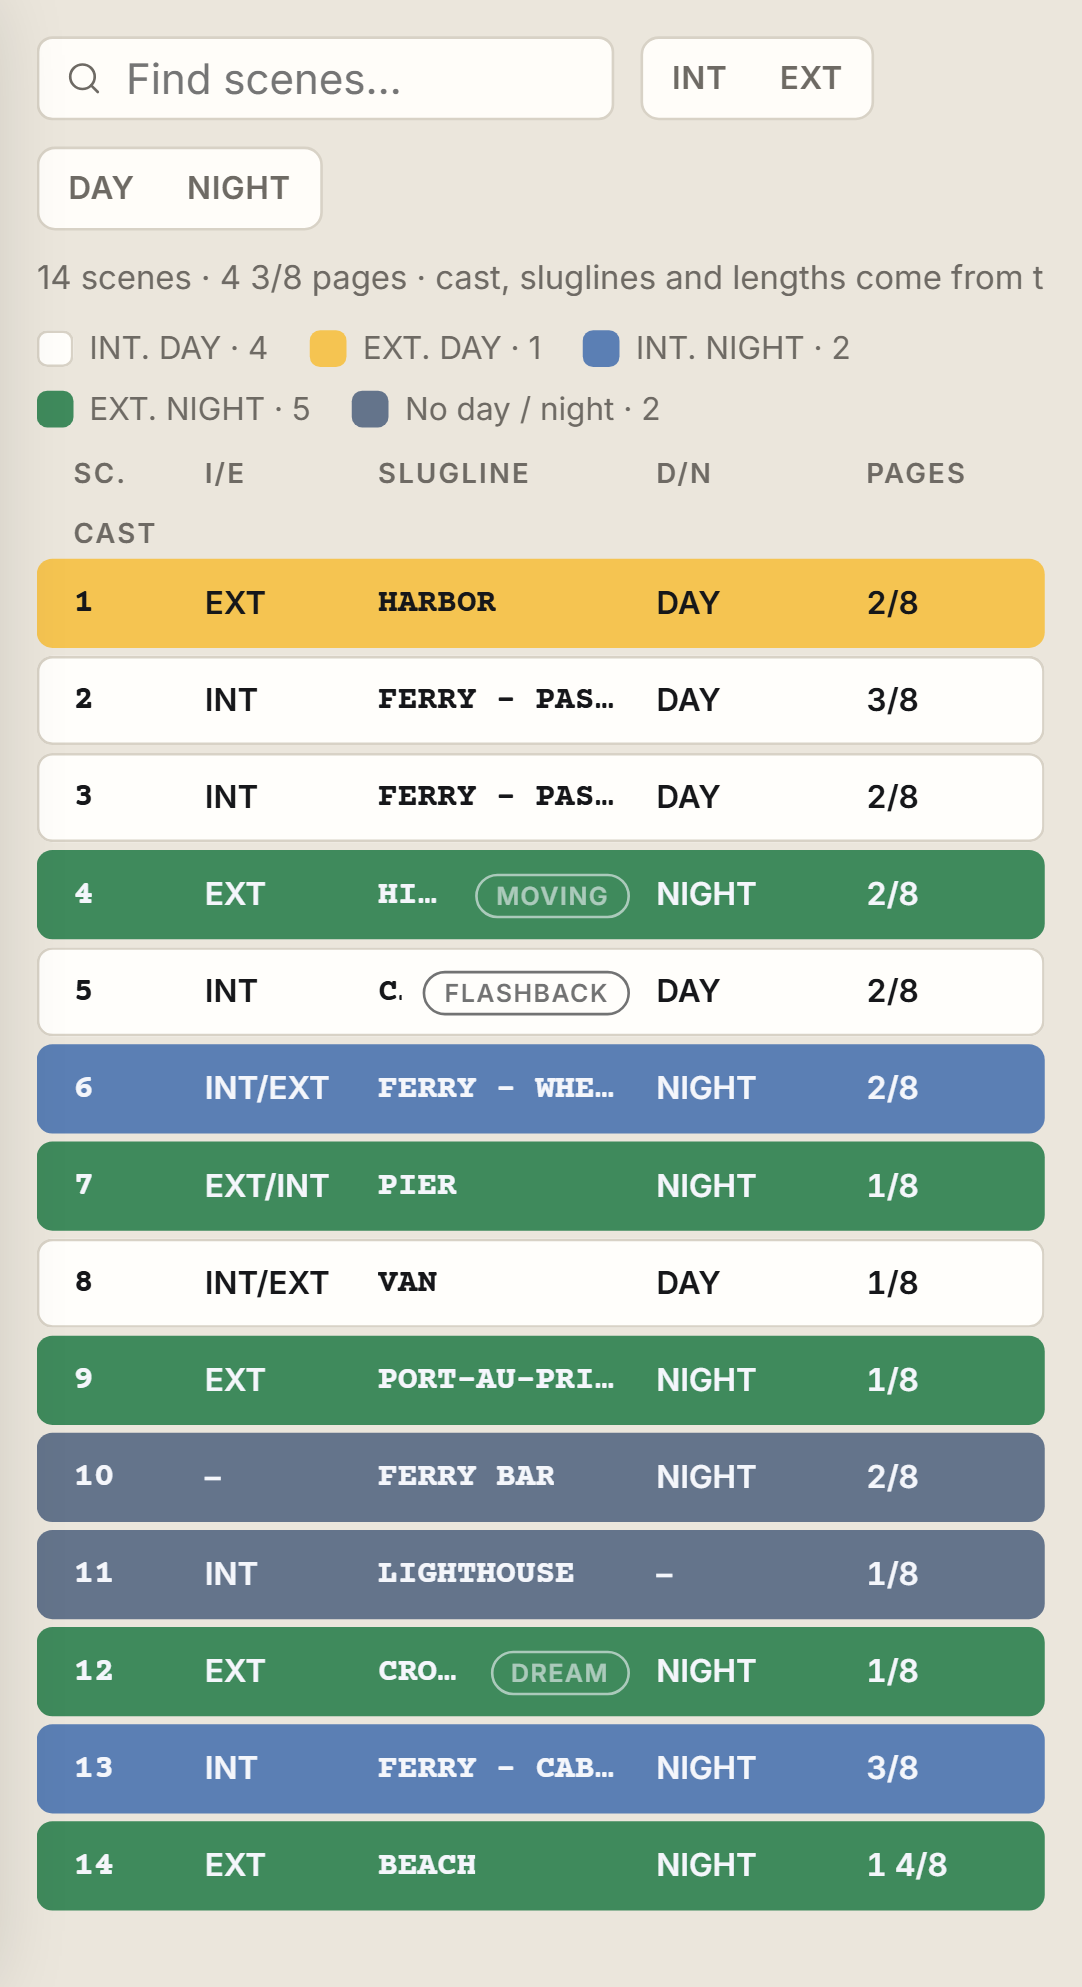 Find scenes...
INT EXT
DAY NIGHT
14 scenes · 4 3/8 pages · cast, sluglines and lengths come from t
INT. DAY · 4 EXT. DAY · 1 INT. NIGHT · 2
EXT. NIGHT · 5 No day / night · 2
SC. I/E SLUGLINE D/N PAGES
CAST
1 EXT HARBOR DAY 2/8
2 INT FERRY - PAS… DAY 3/8
3 INT FERRY - PAS… DAY 2/8
4 EXT HI… MOVING NIGHT 2/8
5 INT C. FLASHBACK DAY 2/8
6 INT/EXT FERRY - WHE… NIGHT 2/8
7 EXT/INT PIER NIGHT 1/8
8 INT/EXT VAN DAY 1/8
9 EXT PORT-AU-PRI… NIGHT 1/8
10 – FERRY BAR NIGHT 2/8
11 INT LIGHTHOUSE – 1/8
12 EXT CRO… DREAM NIGHT 1/8
13 INT FERRY - CAB… NIGHT 3/8
14 EXT BEACH NIGHT 1 4/8